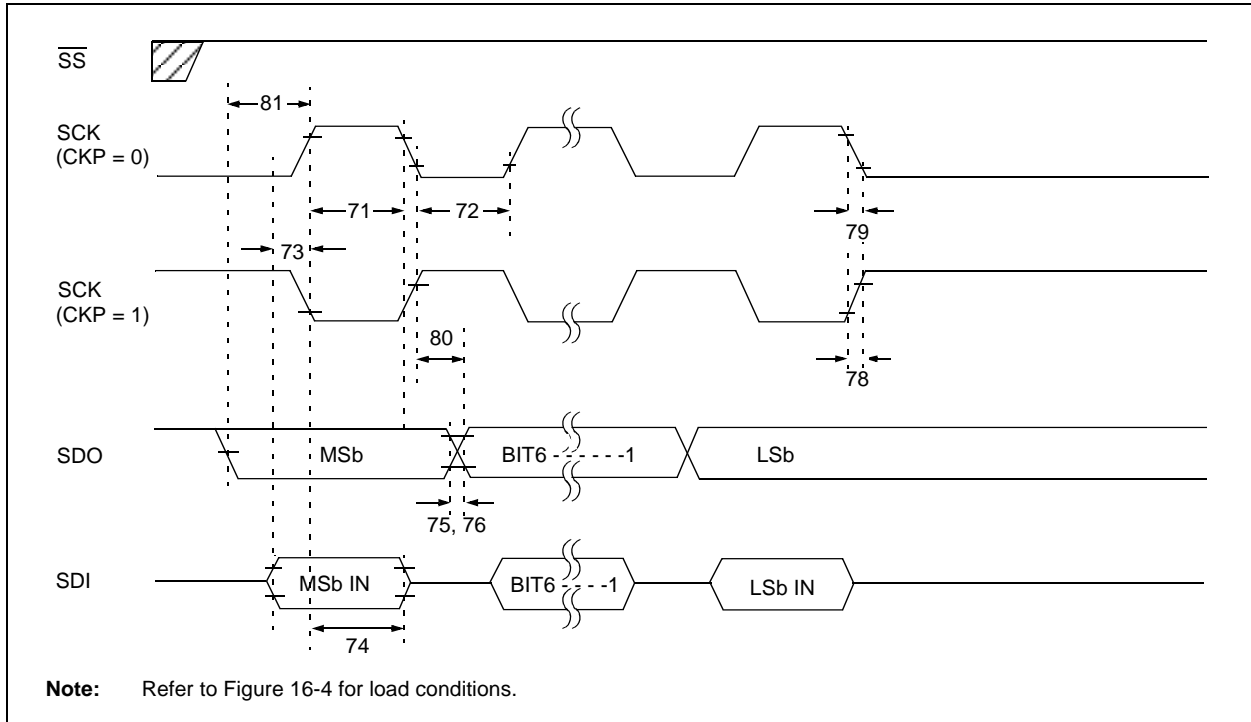 SS
81
SCK
(CKP = 0)
71
72
73
79
SCK
(CKP = 1)
80
78
SDO
MSb
BIT6 - - - - - -1
LSb
75, 76
SDI
MSb IN
BIT6 - - - -1
LSb IN
74
Note: Refer to Figure 16-4 for load conditions.